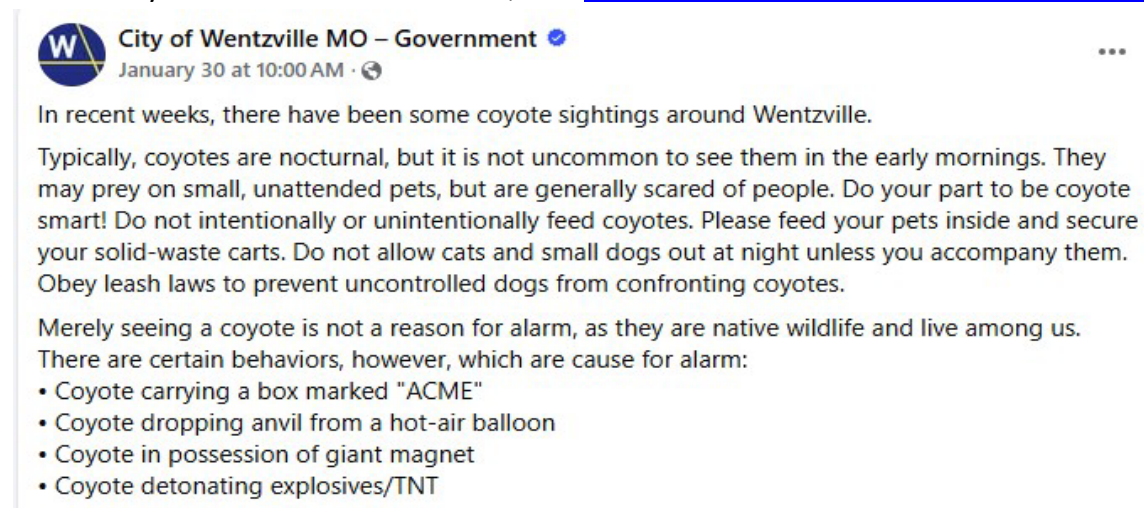 W
City of Wentzville MO – Government
January 30 at 10:00 AM ·
In recent weeks, there have been some coyote sightings around Wentzville.
Typically, coyotes are nocturnal, but it is not uncommon to see them in the early mornings. They
may prey on small, unattended pets, but are generally scared of people. Do your part to be coyote
smart! Do not intentionally or unintentionally feed coyotes. Please feed your pets inside and secure
your solid-waste carts. Do not allow cats and small dogs out at night unless you accompany them.
Obey leash laws to prevent uncontrolled dogs from confronting coyotes.
Merely seeing a coyote is not a reason for alarm, as they are native wildlife and live among us.
There are certain behaviors, however, which are cause for alarm:
• Coyote carrying a box marked "ACME"
• Coyote dropping anvil from a hot-air balloon
• Coyote in possession of giant magnet
• Coyote detonating explosives/TNT